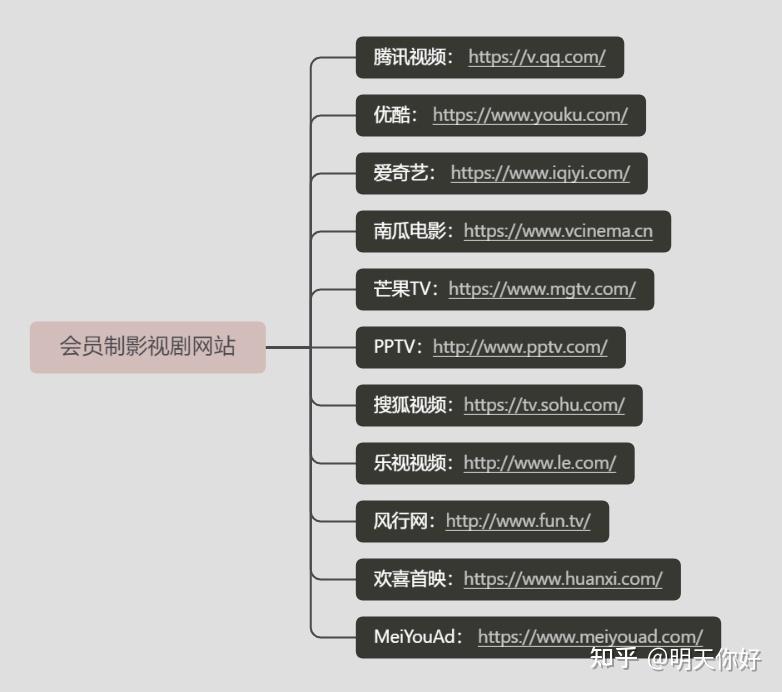 腾讯视频： https://v.qq.com/
优酷： https://www.youku.com/
爱奇艺： https://www.iqiyi.com/
南瓜电影：https://www.vcinema.cn
芒果TV：https://www.mgtv.com/
会员制影视剧网站
PPTV：http://www.pptv.com/
搜狐视频：https://tv.sohu.com/
乐视视频：http://www.le.com/
风行网：http://www.fun.tv/
欢喜首映：https://www.huanxi.com/
MeiYouAd： https://www.meiyouad.com/
知乎 @明天你好